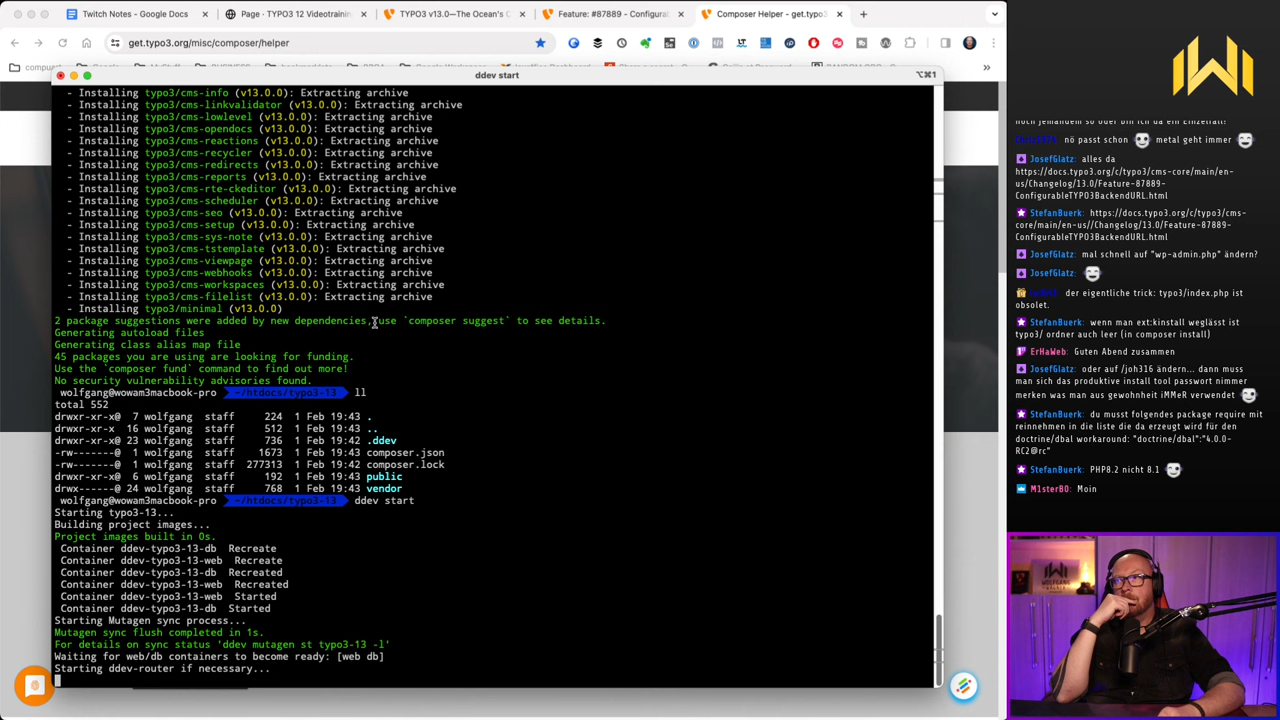 Twitch Notes - Google Docs
Page · TYPO3 12 Videotrainin
TYPO3 v13.0—The Ocean's C
Feature: #87889 - Configurab
Composer Helper - get.typo3
get.typo3.org/misc/composer/helper
ddev start
⌥⌘1
- Installing typo3/cms-info (v13.0.0): Extracting archive
- Installing typo3/cms-linkvalidator (v13.0.0): Extracting archive
- Installing typo3/cms-lowlevel (v13.0.0): Extracting archive
- Installing typo3/cms-opendocs (v13.0.0): Extracting archive
- Installing typo3/cms-reactions (v13.0.0): Extracting archive
- Installing typo3/cms-recycler (v13.0.0): Extracting archive
- Installing typo3/cms-redirects (v13.0.0): Extracting archive
- Installing typo3/cms-reports (v13.0.0): Extracting archive
- Installing typo3/cms-rte-ckeditor (v13.0.0): Extracting archive
- Installing typo3/cms-scheduler (v13.0.0): Extracting archive
- Installing typo3/cms-seo (v13.0.0): Extracting archive
- Installing typo3/cms-setup (v13.0.0): Extracting archive
- Installing typo3/cms-sys-note (v13.0.0): Extracting archive
- Installing typo3/cms-tstemplate (v13.0.0): Extracting archive
- Installing typo3/cms-viewpage (v13.0.0): Extracting archive
- Installing typo3/cms-webhooks (v13.0.0): Extracting archive
- Installing typo3/cms-workspaces (v13.0.0): Extracting archive
- Installing typo3/cms-filelist (v13.0.0): Extracting archive
- Installing typo3/minimal (v13.0.0)
2 package suggestions were added by new dependencies, use `composer suggest` to see details.
Generating autoload files
Generating class alias map file
45 packages you are using are looking for funding.
Use the `composer fund` command to find out more!
No security vulnerability advisories found.
wolfgang@wowam3macbook-pro ~/htdocs/typo3-13 ll
total 552
drwxr-xr-x@ 7 wolfgang staff 224 1 Feb 19:43 .
drwxr-xr-x 16 wolfgang staff 512 1 Feb 19:43 ..
drwxr-xr-x@ 23 wolfgang staff 736 1 Feb 19:42 .ddev
-rw-------@ 1 wolfgang staff 1673 1 Feb 19:43 composer.json
-rw-------@ 1 wolfgang staff 277313 1 Feb 19:42 composer.lock
drwxr-xr-x@ 6 wolfgang staff 192 1 Feb 19:43 public
drwx------@ 24 wolfgang staff 768 1 Feb 19:43 vendor
wolfgang@wowam3macbook-pro ~/htdocs/typo3-13 ddev start
Starting typo3-13...
Building project images...
Project images built in 0s.
Container ddev-typo3-13-db Recreate
Container ddev-typo3-13-web Recreate
Container ddev-typo3-13-db Recreated
Container ddev-typo3-13-web Recreated
Container ddev-typo3-13-web Started
Container ddev-typo3-13-db Started
Starting Mutagen sync process...
Mutagen sync flush completed in 1s.
For details on sync status 'ddev mutagen st typo3-13 -l'
Waiting for web/db containers to become ready: [web db]
Starting ddev-router if necessary...
noch jemandem so oder bin ich da ein Einzelfall?
nö passt schon metal geht immer
JosefGlatz: alles da
https://docs.typo3.org/c/typo3/cms-core/main/en-
us/Changelog/13.0/Feature-87889-
ConfigurableTYPO3BackendURL.html
StefanBuerk: https://docs.typo3.org/c/typo3/cms-
core/main/en-us//Changelog/13.0/Feature-87889-
ConfigurableTYPO3BackendURL.html
JosefGlatz: mal schnell auf "wp-admin.php" ändern?
JosefGlatz:
der eigentliche trick: typo3/index.php ist
obsolet.
StefanBuerk: wenn man ext:kinstall weglässt ist
typo3/ ordner auch leer (in composer install)
ErHaWeb: Guten Abend zusammen
JosefGlatz: oder auf /joh316 ändern... dann muss
man sich das produktive install tool passwort nimmer
merken was man aus gewohnheit iMMeR verwendet
StefanBuerk: du musst folgendes package require mit
reinnehmen in die liste die da erzeugt wird für den
doctrine/dbal workaround: "doctrine/dbal":"4.0.0-
RC2@rc"
StefanBuerk: PHP8.2 nicht 8.1
M1sterB0: Moin